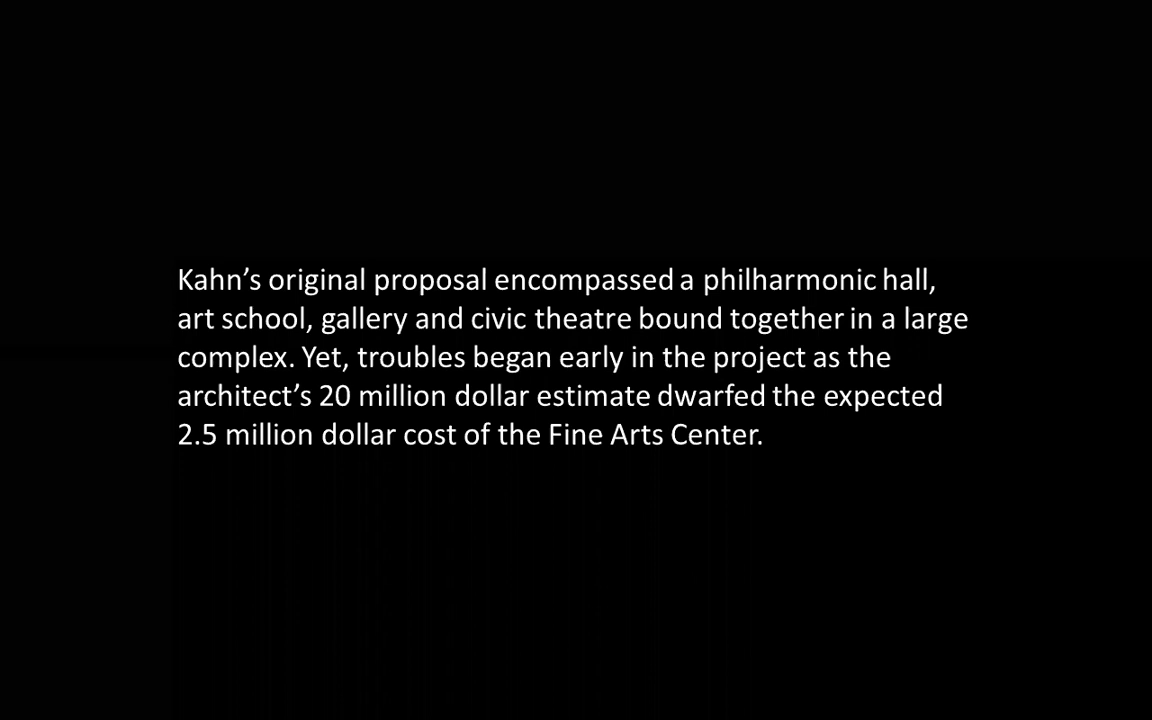 Kahn’s original proposal encompassed a philharmonic hall,
art school, gallery and civic theatre bound together in a large
complex. Yet, troubles began early in the project as the
architect’s 20 million dollar estimate dwarfed the expected
2.5 million dollar cost of the Fine Arts Center.